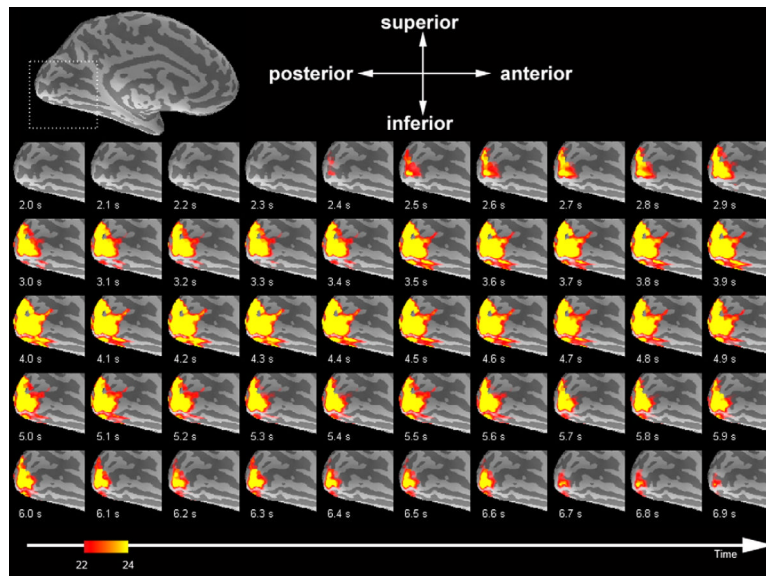 superior
posterior anterior
inferior
2.0 s 2.1 s 2.2 s 2.3 s 2.4 s 2.5 s 2.6 s 2.7 s 2.8 s 2.9 s
3.0 s 3.1 s 3.2 s 3.3 s 3.4 s 3.5 s 3.6 s 3.7 s 3.8 s 3.9 s
4.0 s 4.1 s 4.2 s 4.3 s 4.4 s 4.5 s 4.6 s 4.7 s 4.8 s 4.9 s
5.0 s 5.1 s 5.2 s 5.3 s 5.4 s 5.5 s 5.6 s 5.7 s 5.8 s 5.9 s
6.0 s 6.1 s 6.2 s 6.3 s 6.4 s 6.5 s 6.6 s 6.7 s 6.8 s 6.9 s
Time
22 24